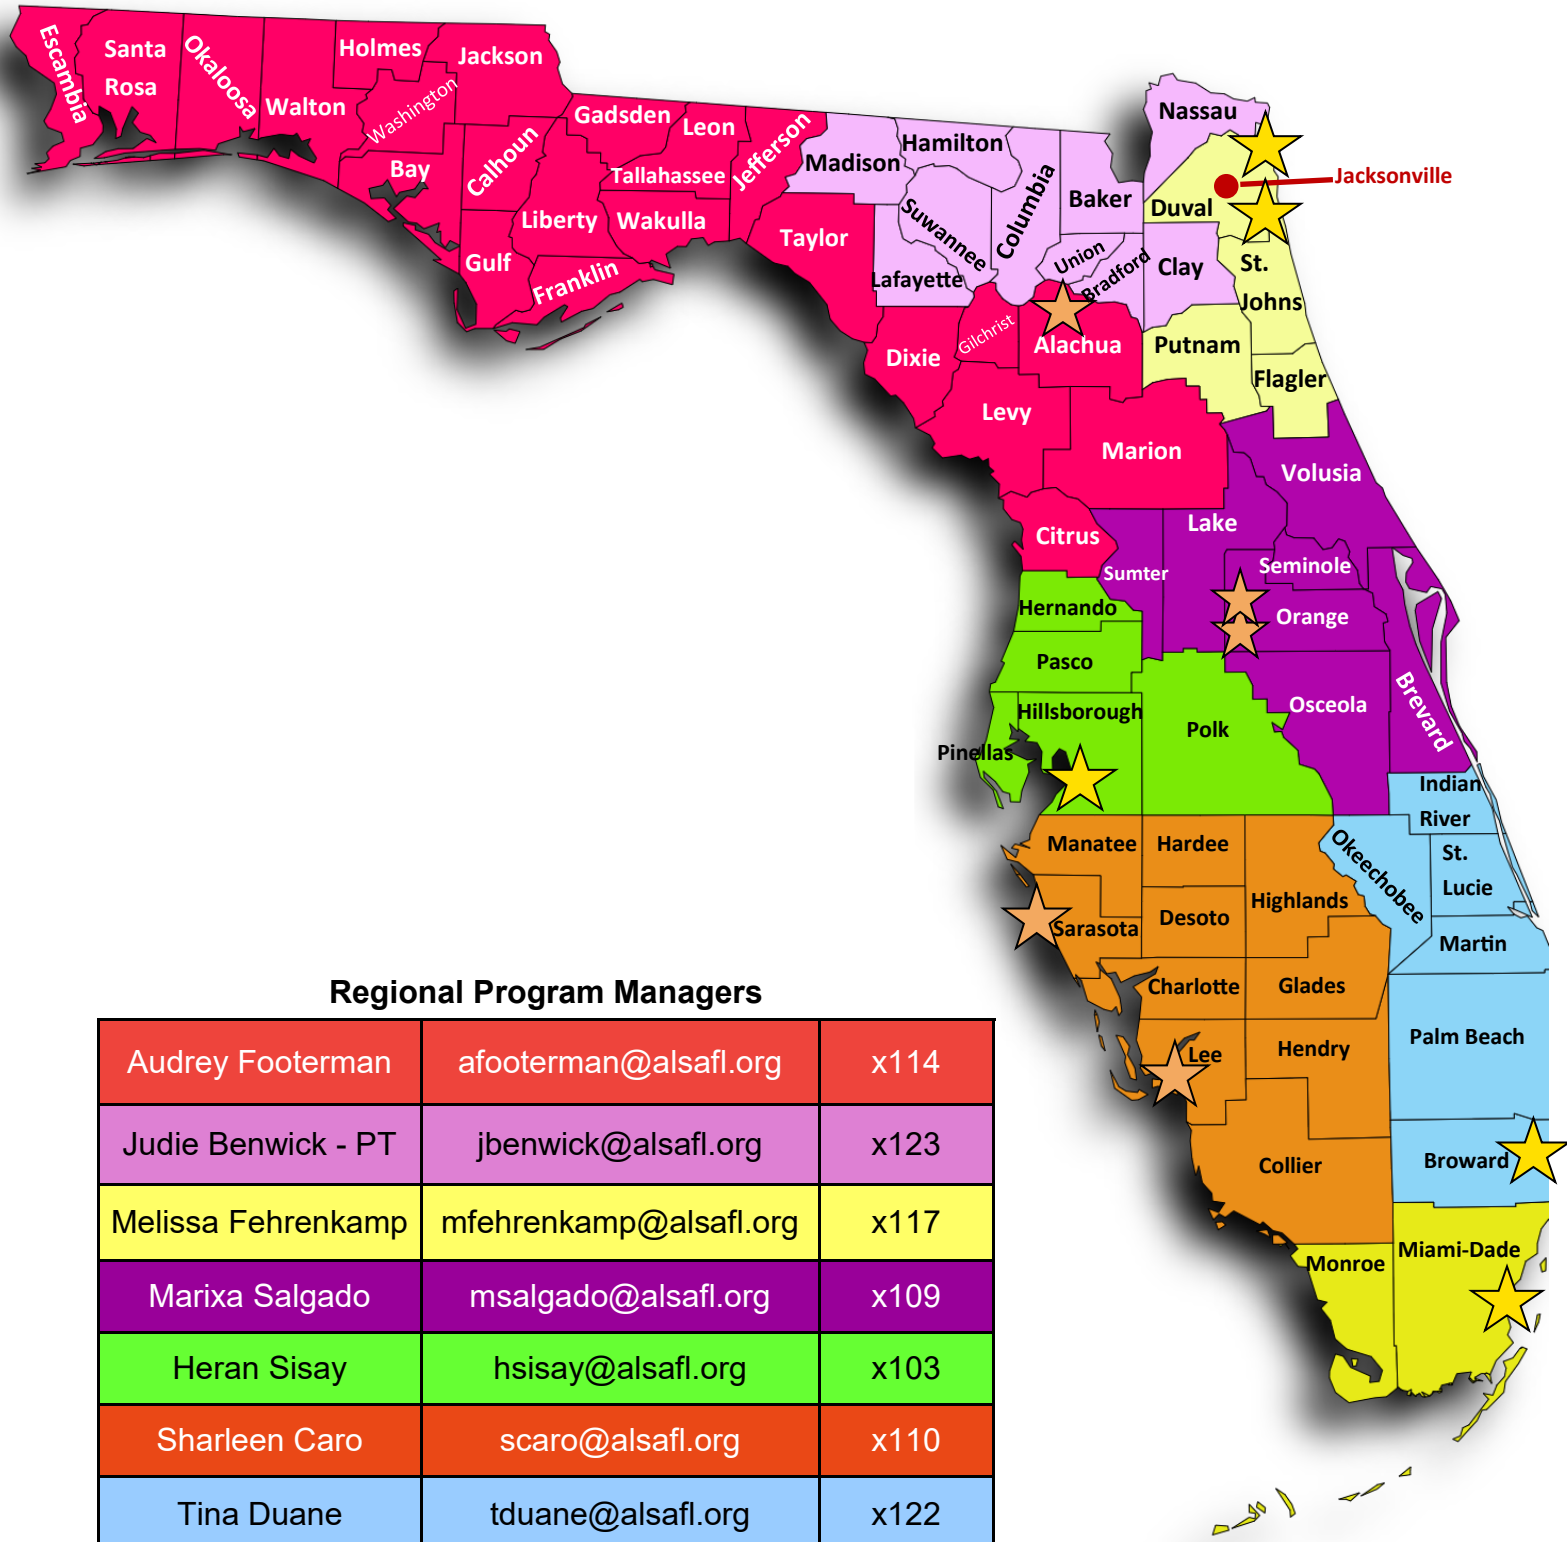 Escambia
Santa
Rosa
Okaloosa
Walton
Holmes
Washington
Jackson
Bay
Calhoun
Gulf
Gadsden
Liberty
Franklin
Leon
Tallahassee
Wakulla
Jefferson
Madison
Taylor
Hamilton
Suwannee
Lafayette
Columbia
Baker
Union
Bradford
Nassau
Jacksonville
Duval
Clay
St.
Johns
Putnam
Flagler
Dixie
Gilchrist
Alachua
Levy
Marion
Citrus
Volusia
Lake
Sumter
Seminole
Orange
Osceola
Brevard
Hernando
Pasco
Hillsborough
Pinellas
Polk
Indian
River
Okeechobee
St.
Lucie
Martin
Manatee
Hardee
Highlands
Sarasota
Desoto
Charlotte
Glades
Lee
Hendry
Collier
Palm Beach
Broward
Miami-Dade
Monroe
Regional Program Managers
Audrey Footerman afooterman@alsafl.org x114
Judie Benwick - PT jbenwick@alsafl.org x123
Melissa Fehrenkamp mfehrenkamp@alsafl.org x117
Marixa Salgado msalgado@alsafl.org x109
Heran Sisay hsisay@alsafl.org x103
Sharleen Caro scaro@alsafl.org x110
Tina Duane tduane@alsafl.org x122